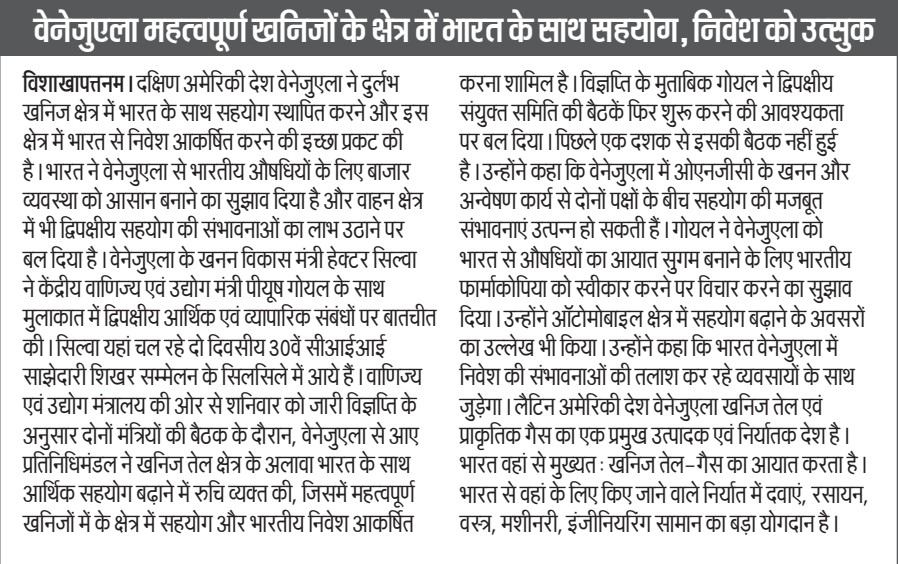 वेनेजुएला महत्वपूर्ण खनिजों के क्षेत्र में भारत के साथ सहयोग, निवेश को उत्सुक
विशाखापत्तनम। दक्षिण अमेरिकी देश वेनेजुएला ने दुर्लभ
खनिज क्षेत्र में भारत के साथ सहयोग स्थापित करने और इस
क्षेत्र में भारत से निवेश आकर्षित करने की इच्छा प्रकट की
है। भारत ने वेनेजुएला से भारतीय औषधियों के लिए बाजार
व्यवस्था को आसान बनाने का सुझाव दिया है और वाहन क्षेत्र
में भी द्विपक्षीय सहयोग की संभावनाओं का लाभ उठाने पर
बल दिया है। वेनेजुएला के खनन विकास मंत्री हेक्टर सिल्वा
ने केंद्रीय वाणिज्य एवं उद्योग मंत्री पीयूष गोयल के साथ
मुलाकात में द्विपक्षीय आर्थिक एवं व्यापारिक संबंधों पर बातचीत
की। सिल्वा यहां चल रहे दो दिवसीय 30वें सीआईआई
साझेदारी शिखर सम्मेलन के सिलसिले में आये हैं। वाणिज्य
एवं उद्योग मंत्रालय की ओर से शनिवार को जारी विज्ञप्ति के
अनुसार दोनों मंत्रियों की बैठक के दौरान, वेनेजुएला से आए
प्रतिनिधिमंडल ने खनिज तेल क्षेत्र के अलावा भारत के साथ
आर्थिक सहयोग बढ़ाने में रुचि व्यक्त की, जिसमें महत्वपूर्ण
खनिजों में के क्षेत्र में सहयोग और भारतीय निवेश आकर्षित
करना शामिल है। विज्ञप्ति के मुताबिक गोयल ने द्विपक्षीय
संयुक्त समिति की बैठकें फिर शुरू करने की आवश्यकता
पर बल दिया। पिछले एक दशक से इसकी बैठक नहीं हुई
है। उन्होंने कहा कि वेनेजुएला में ओएनजीसी के खनन और
अन्वेषण कार्य से दोनों पक्षों के बीच सहयोग की मजबूत
संभावनाएं उत्पन्न हो सकती हैं। गोयल ने वेनेजुएला को
भारत से औषधियों का आयात सुगम बनाने के लिए भारतीय
फार्माकोपिया को स्वीकार करने पर विचार करने का सुझाव
दिया। उन्होंने ऑटोमोबाइल क्षेत्र में सहयोग बढ़ाने के अवसरों
का उल्लेख भी किया। उन्होंने कहा कि भारत वेनेजुएला में
निवेश की संभावनाओं की तलाश कर रहे व्यवसायों के साथ
जुड़ेगा। लैटिन अमेरिकी देश वेनेजुएला खनिज तेल एवं
प्राकृतिक गैस का एक प्रमुख उत्पादक एवं निर्यातक देश है।
भारत वहां से मुख्यत: खनिज तेल-गैस का आयात करता है।
भारत से वहां के लिए किए जाने वाले निर्यात में दवाएं, रसायन,
वस्त्र, मशीनरी, इंजीनियरिंग सामान का बड़ा योगदान है।